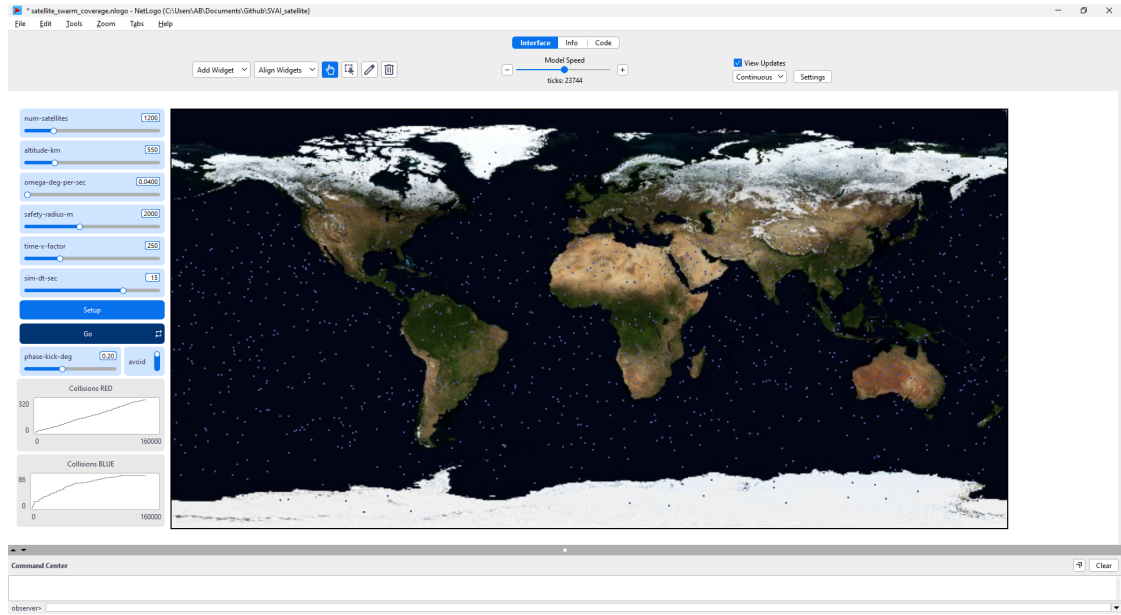 * satellite_swarm_coverage.nlogo - NetLogo {C:\Users\AB\Documents\Github\SVAI_satellite}
File Edit Tools Zoom Tabs Help
Interface Info Code
Add Widget Align Widgets
Model Speed
ticks: 23744
View Updates
Continuous Settings
num-satellites 1200
altitude-km 550
omega-deg-per-sec 0.0400
safety-radius-m 2000
time-x-factor 250
sim-dt-sec 15
Setup
Go
phase-kick-deg 0.20 avoid
Collisions RED
320
0
0 160000
Collisions BLUE
86
0
0 160000
Command Center Clear
observer>